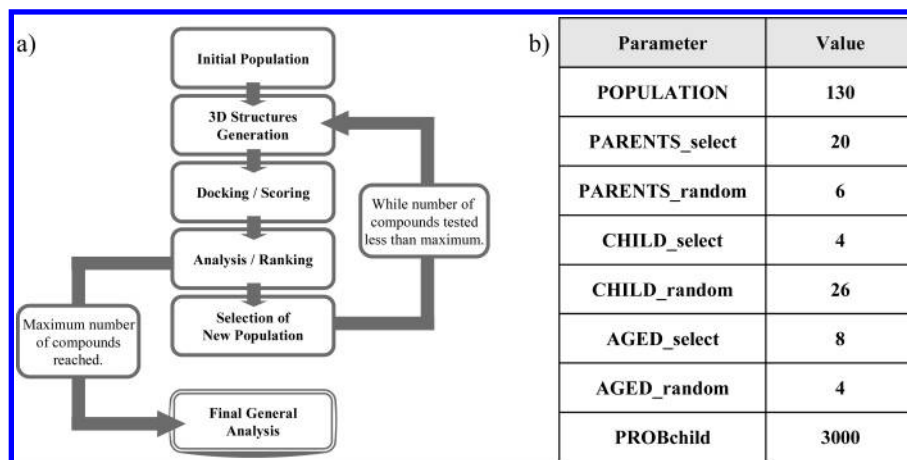 a)
Initial Population
3D Structures
Generation
Docking / Scoring
Analysis / Ranking
Selection of
New Population
While number of
compounds tested
less than maximum.
Maximum number
of compounds
reached.
Final General
Analysis
b)
Parameter Value
POPULATION 130
PARENTS_select 20
PARENTS_random 6
CHILD_select 4
CHILD_random 26
AGED_select 8
AGED_random 4
PROBchild 3000